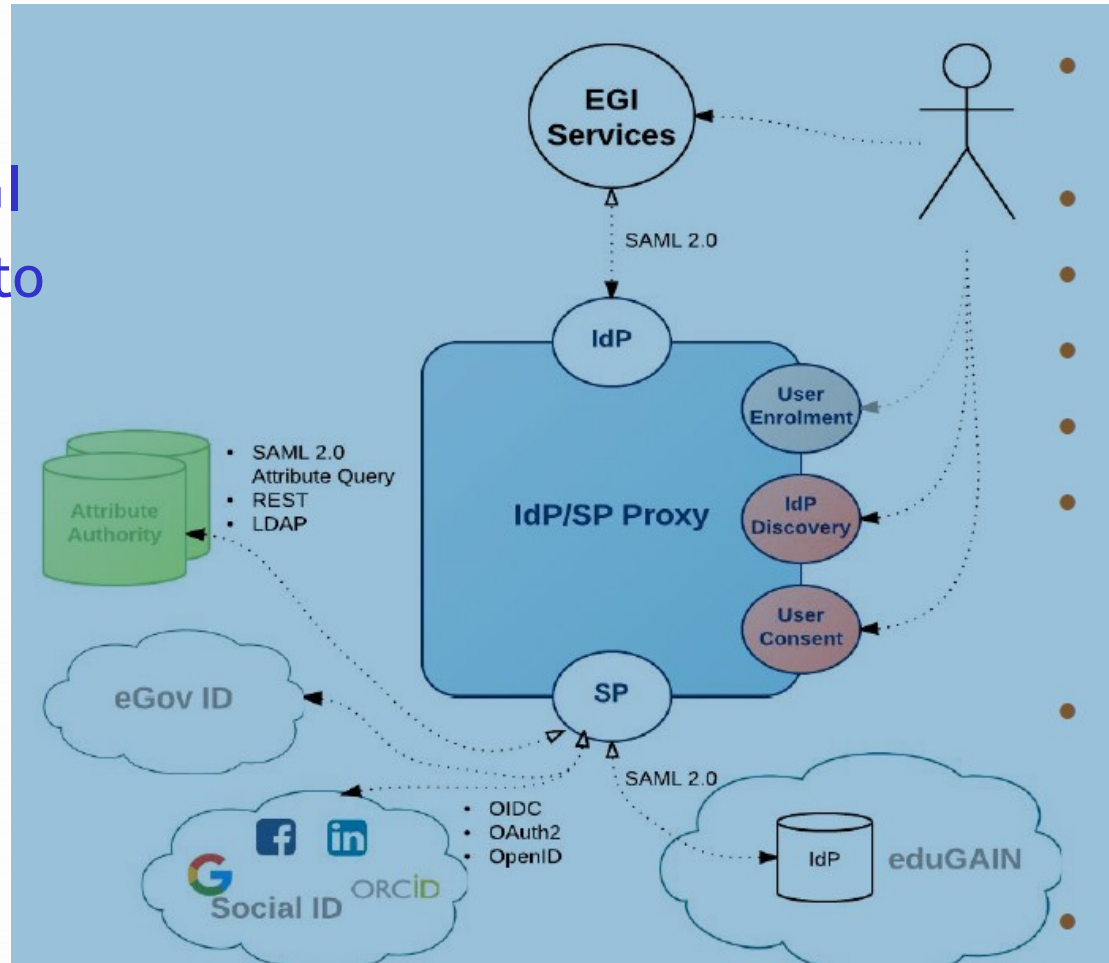 EGI
Services
to
SAML 2.0
IdP
User
Enrolment
• SAML 2.0
Attribute Query
• REST
• LDAP
Attribute
Authority
IdP/SP Proxy
IdP
Discovery
User
Consent
eGov ID
SP
SAML 2.0
• OIDC
• OAuth2
• OpenID
in
G
ORCID
Social ID
IdP
eduGAIN